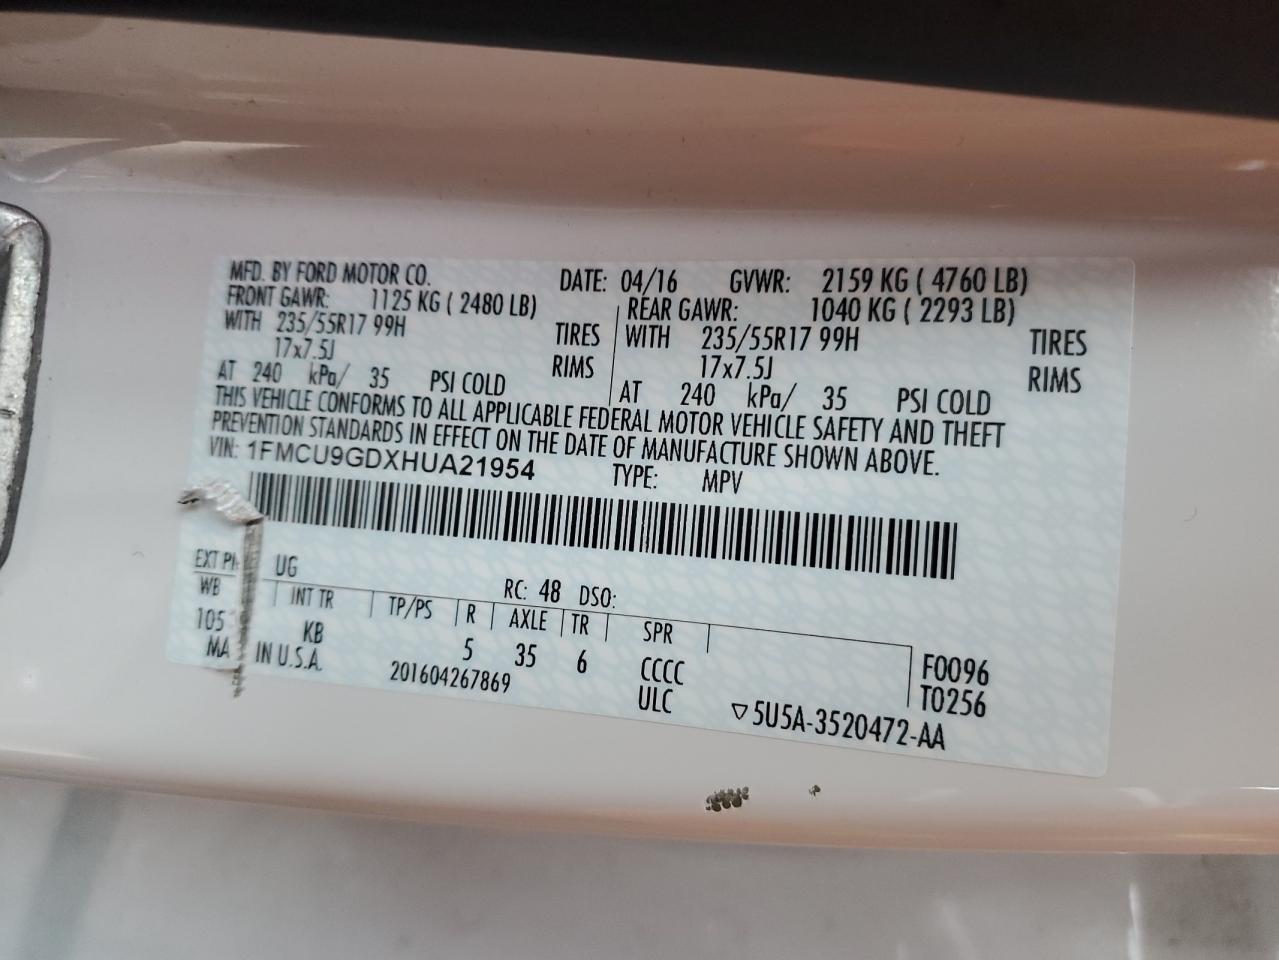 MFD. BY FORD MOTOR CO. DATE: 04/16 GVWR: 2159 KG ( 4760 LB)
FRONT GAWR: 1125 KG ( 2480 LB) REAR GAWR: 1040 KG ( 2293 LB)
WITH 235/55R17 99H TIRES WITH 235/55R17 99H TIRES
17x7.5J RIMS 17x7.5J RIMS
AT 240 kPa/ 35 PSI COLD AT 240 kPa/ 35 PSI COLD
THIS VEHICLE CONFORMS TO ALL APPLICABLE FEDERAL MOTOR VEHICLE SAFETY AND THEFT
PREVENTION STANDARDS IN EFFECT ON THE DATE OF MANUFACTURE SHOWN ABOVE.
VIN: 1FMCU9GDXHUA21954 TYPE: MPV
EXT UG RC: 48 DSO:
WB INT TR TP/PS R AXLE TR SPR
105 KB 5 35 6 CCCC F0096
IN U.S.A. 201604267869 ULC T0256
▽5U5A-3520472-AA